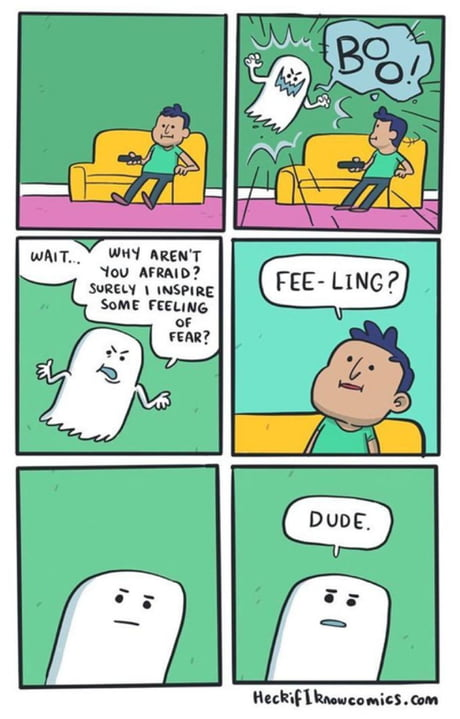 BOO!
WAIT...
WHY AREN'T
YOU AFRAID?
SURELY I INSPIRE
SOME FEELING
OF
FEAR?
FEE-LING?
DUDE.
HeckifIknowcomics.com